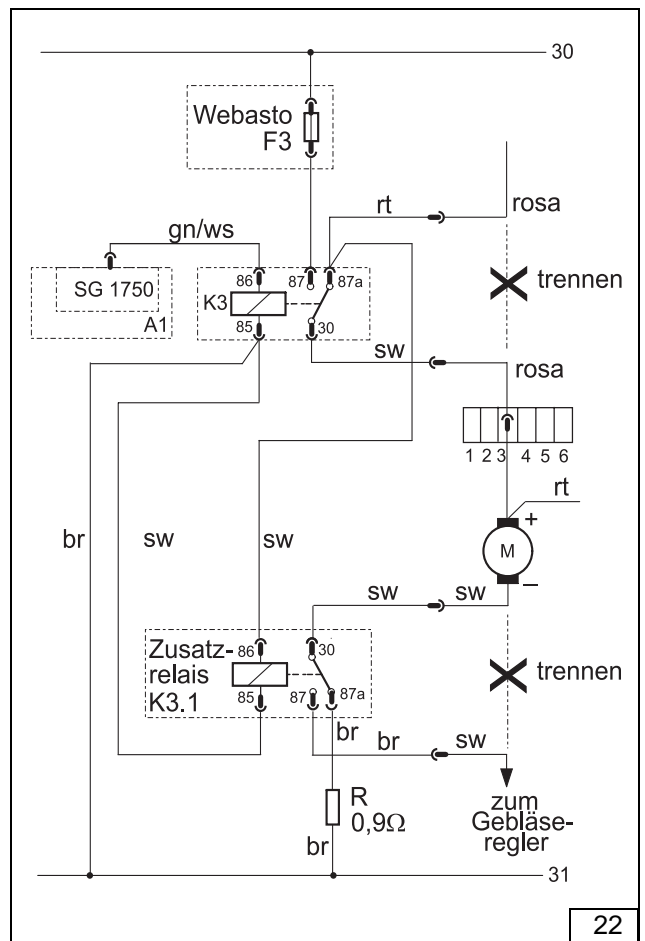 30
Webasto
F3
rt
rosa
gn/ws
trennen
86
87
87a
SG 1750
K3
A1
85
30
sw
rosa
1 2 3 4 5 6
rt
+
br
sw
sw
M
–
sw
sw
Zusatz-
relais
K3.1
86
30
trennen
85
87
87a
br
br
sw
R
0,9Ω
zum
Gebläse-
regler
br
31
22